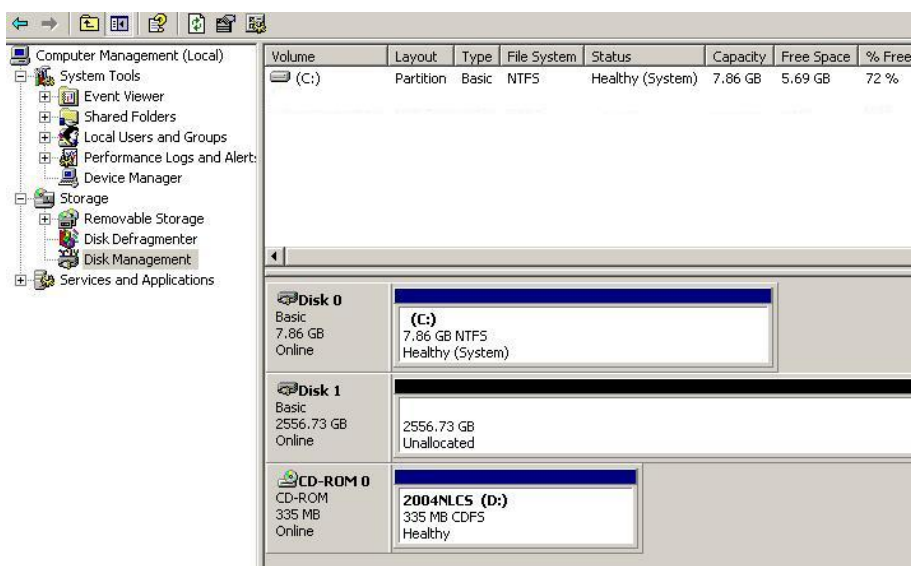 Computer Management (Local)
System Tools
Event Viewer
Shared Folders
Local Users and Groups
Performance Logs and Alert
Device Manager
Storage
Removable Storage
Disk Defragmenter
Disk Management
Services and Applications
Volume Layout Type File System Status Capacity Free Space % Free
(C:) Partition Basic NTFS Healthy (System) 7.86 GB 5.69 GB 72 %
Disk 0
Basic
7.86 GB
Online
(C:)
7.86 GB NTFS
Healthy (System)
Disk 1
Basic
2556.73 GB
Online
2556.73 GB
Unallocated
CD-ROM 0
CD-ROM
335 MB
Online
2004NLCS (D:)
335 MB CDFS
Healthy